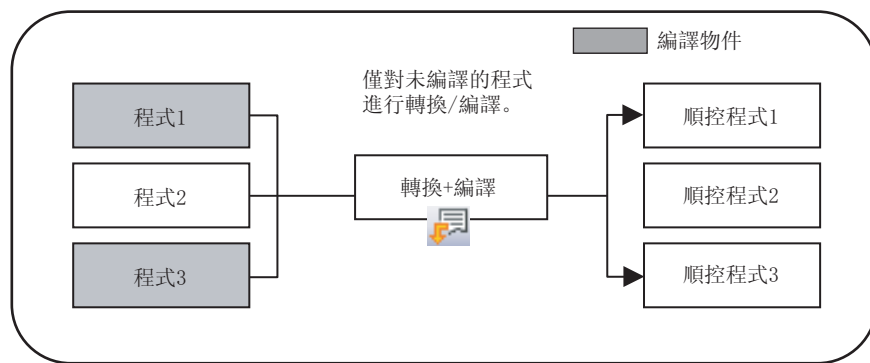 編譯物件
僅對未編譯的程式
進行轉換/編譯。
程式1
程式2
程式3
轉換+編譯
順控程式1
順控程式2
順控程式3